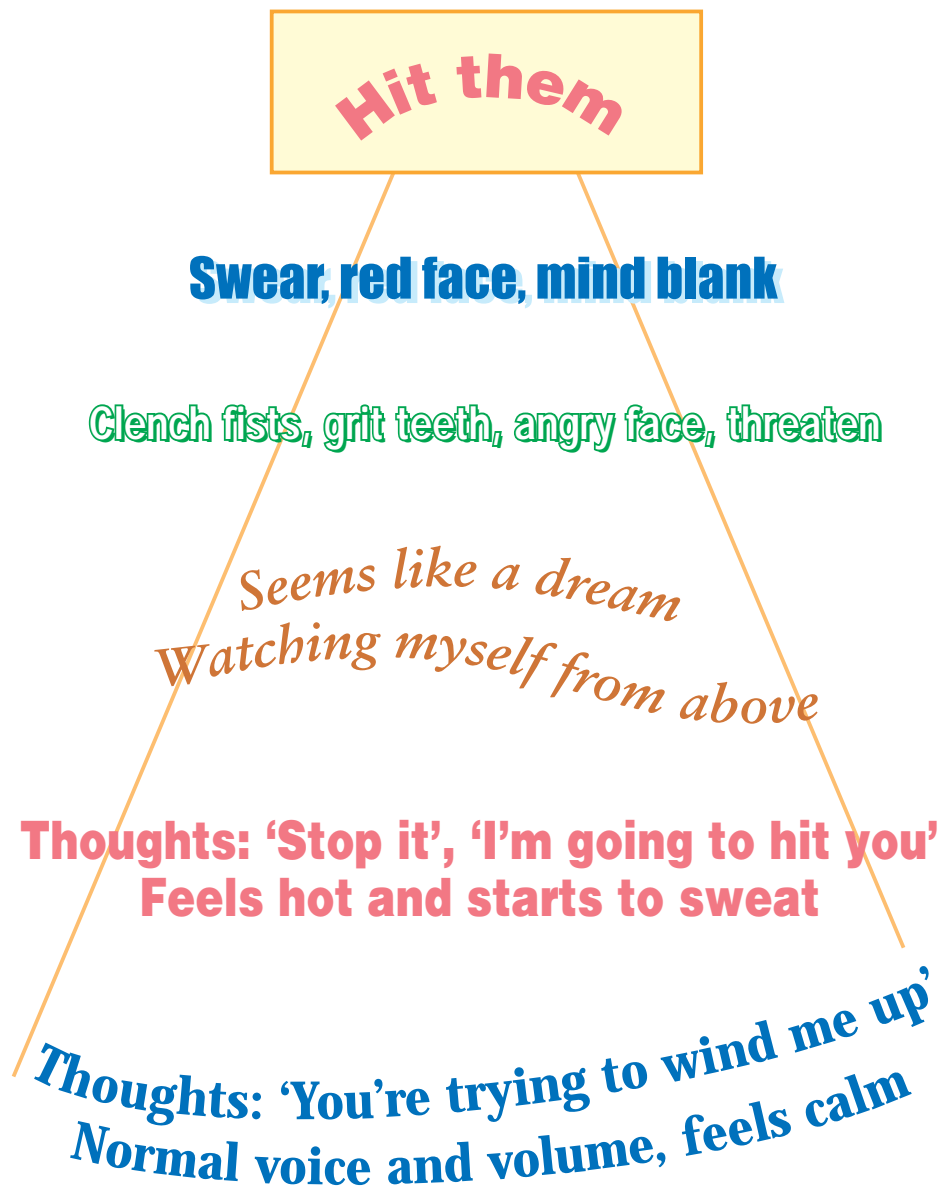 Hit them
Swear, red face, mind blank
Clench fists, grit teeth, angry face, threaten
Seems like a dream
Watching myself from above
Thoughts: ‘Stop it’, ‘I’m going to hit you’
Feels hot and starts to sweat
Thoughts: ‘You’re trying to wind me up’
Normal voice and volume, feels calm